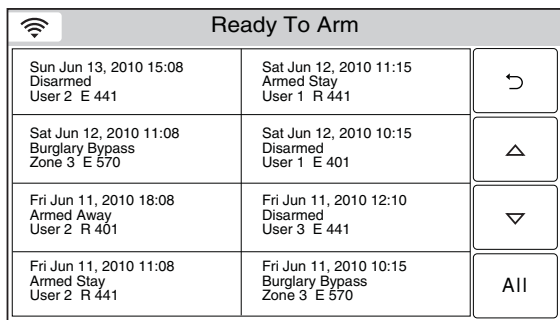 Ready To Arm
Sun Jun 13, 2010 15:08
Disarmed
User 2 E 441
Sat Jun 12, 2010 11:15
Armed Stay
User 1 R 441
Sat Jun 12, 2010 11:08
Burglary Bypass
Zone 3 E 570
Sat Jun 12, 2010 10:15
Disarmed
User 1 E 401
Fri Jun 11, 2010 18:08
Armed Away
User 2 R 401
Fri Jun 11, 2010 12:10
Disarmed
User 3 E 441
Fri Jun 11, 2010 11:08
Armed Stay
User 2 R 441
Fri Jun 11, 2010 10:15
Burglary Bypass
Zone 3 E 570
All